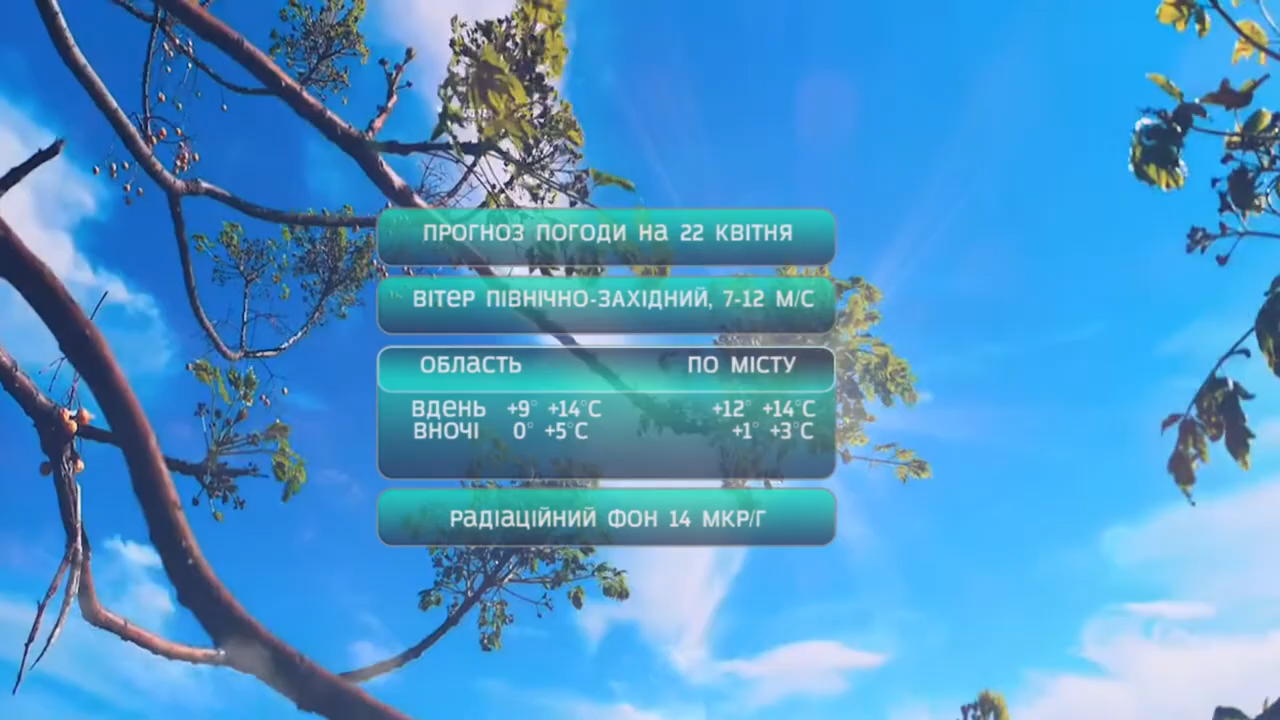 ПРОГНОЗ ПОГОДИ НА 22 КВІТНЯ
ВІТЕР ПІВНІЧНО-ЗАХІДНИЙ, 7-12 М/С
ОБЛАСТЬ ПО МІСТУ
ВДЕНЬ +9° +14°С +12° +14°С
ВНОЧІ 0° +5°С +1° +3°С
РАДІАЦІЙНИЙ ФОН 14 МКР/Г